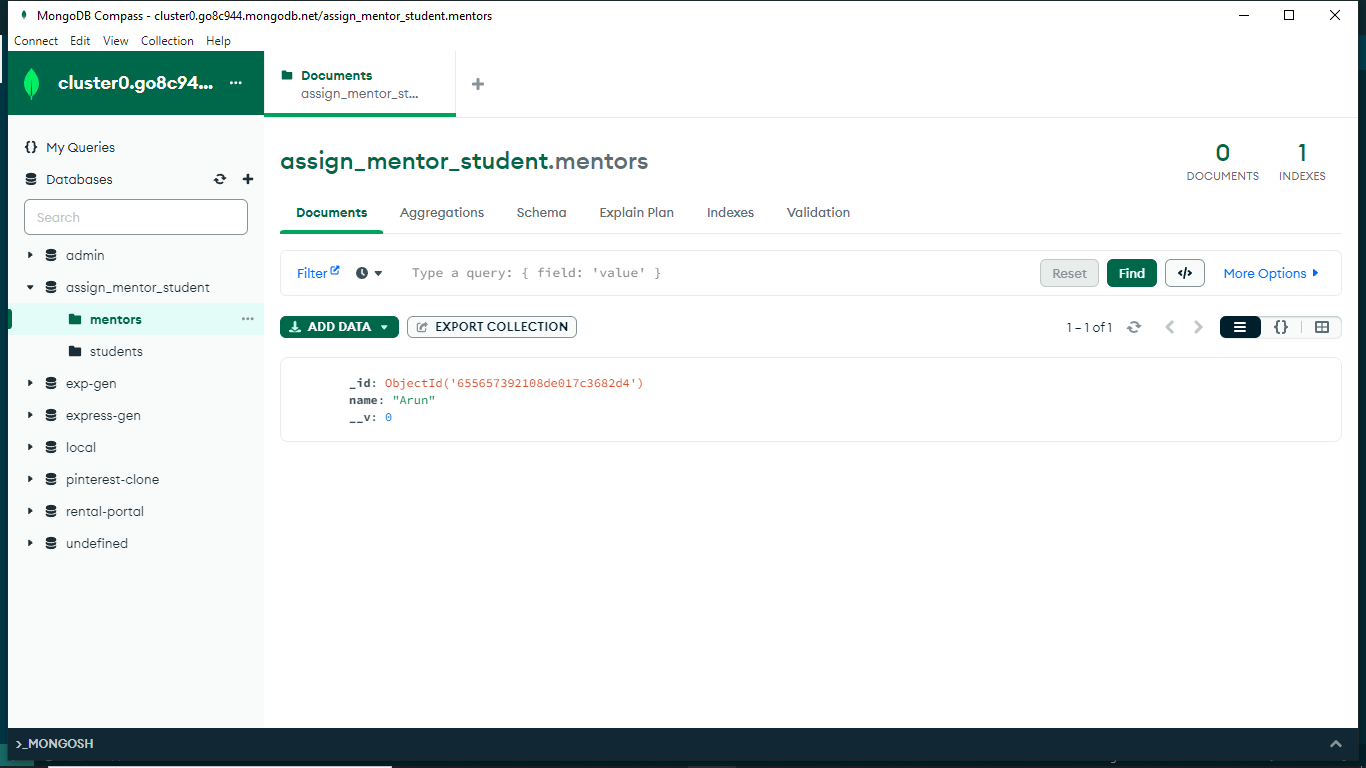 MongoDB Compass - cluster0.go8c944.mongodb.net/assign_mentor_student.mentors
Connect Edit View Collection Help
cluster0.go8c94...
Documents
assign_mentor_st...
My Queries
Databases
Search
admin
assign_mentor_student
mentors
students
exp-gen
express-gen
local
pinterest-clone
rental-portal
undefined
assign_mentor_student.mentors
0
DOCUMENTS
1
INDEXES
Documents Aggregations Schema Explain Plan Indexes Validation
Filter Type a query: { field: 'value' } Reset Find </> More Options
ADD DATA EXPORT COLLECTION 1 – 1 of 1 {}
_id: ObjectId('655657392108de017c3682d4')
name: "Arun"
__v: 0
>_MONGOSH